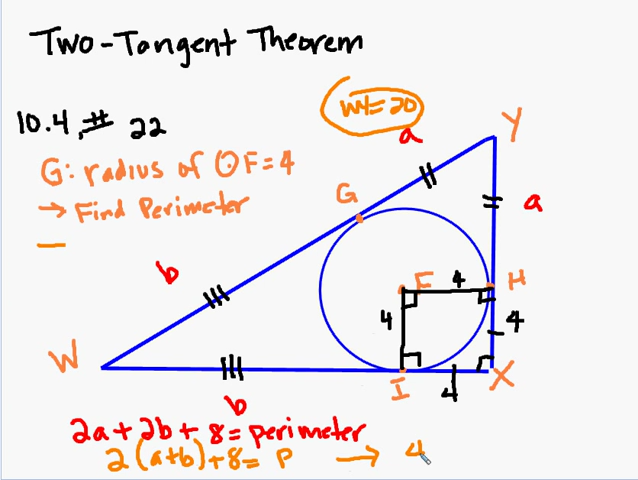 Two-Tangent Theorem
WY=20
10.4, # 22
G: radius of ⊙F=4
→ Find Perimeter
a
Y
G
a
b
F
4
H
4
4
W
I
4
X
b
2a+2b+8=perimeter
2(a+b)+8= P → 4